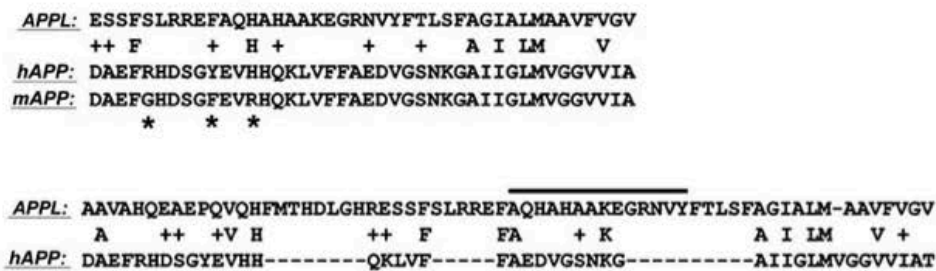 APPL: ESSFSLRREFAQHAHAAKEGRNVYFTLSFAGIALMAAVFVGV
++ F + H + + + A I LM V
hAPP: DAEFRHDSGYEVHHQKLVFFAEDVGSNKGAIIGLMVGGVVIA
mAPP: DAEFGHDSGFEVRHQKLVFFAEDVGSNKGAIIGLMVGGVVIA
* * *
APPL: AAVAHQEAEPQVQHFMTHDLGHRESSFSLRREFAQHAHAAKEGRNVYFTLSFAGIALM-AAVFVGV
A ++ +V H ++ F FA + K A I LM V +
hAPP: DAEFRHDSGYEVHH--------QKLVF-----FAEDVGSNKG----------AIIGLMVGGVVIAT